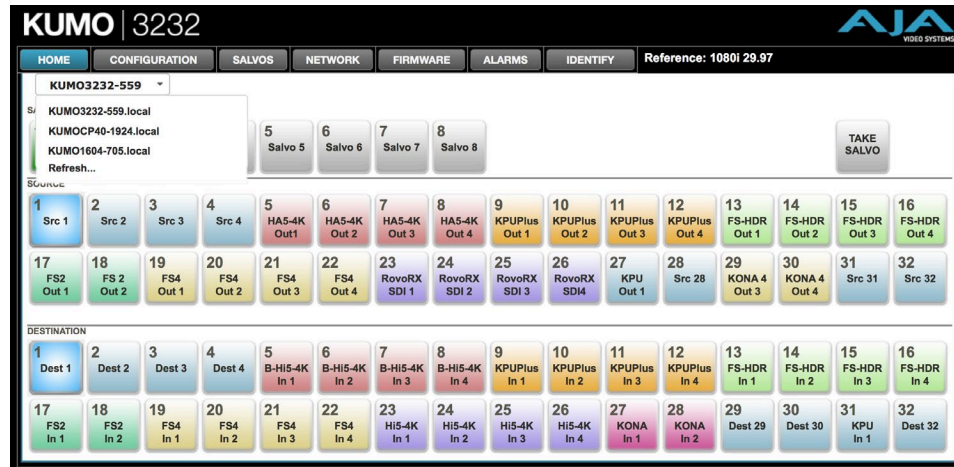 KUMO 3232
AJA
VIDEO SYSTEMS
HOME CONFIGURATION SALVOS NETWORK FIRMWARE ALARMS IDENTIFY Reference: 1080i 29.97
KUMO3232-559
KUMO3232-559.local
KUMOCP40-1924.local
KUMO1604-705.local
Refresh...
5 6 7 8
Salvo 5 Salvo 6 Salvo 7 Salvo 8
TAKE
SALVO
SOURCE
1 2 3 4 5 6 7 8 9 10 11 12 13 14 15 16
Src 1 Src 2 Src 3 Src 4 HA5-4K HA5-4K HA5-4K HA5-4K KPUPlus KPUPlus KPUPlus KPUPlus FS-HDR FS-HDR FS-HDR FS-HDR
Out1 Out 2 Out 3 Out 4 Out 1 Out 2 Out 3 Out 4 Out 1 Out 2 Out 3 Out 4
17 18 19 20 21 22 23 24 25 26 27 28 29 30 31 32
FS2 FS 2 FS4 FS4 FS4 FS4 RovoRX RovoRX RovoRX RovoRX KPU Src 28 KONA 4 KONA 4 Src 31 Src 32
Out 1 Out 2 Out 1 Out 2 Out 3 Out 4 SDI 1 SDI 2 SDI 3 SDI4 Out 1 Out 3 Out 4
DESTINATION
1 2 3 4 5 6 7 8 9 10 11 12 13 14 15 16
Dest 1 Dest 2 Dest 3 Dest 4 B-Hi5-4K B-Hi5-4K B-Hi5-4K B-Hi5-4K KPUPlus KPUPlus KPUPlus KPUPlus FS-HDR FS-HDR FS-HDR FS-HDR
In 1 In 2 In 3 In 4 In 1 In 2 In 3 In 4 In 1 In 2 In 3 In 4
17 18 19 20 21 22 23 24 25 26 27 28 29 30 31 32
FS2 FS2 FS4 FS4 FS4 FS4 Hi5-4K Hi5-4K Hi5-4K Hi5-4K KONA KONA Dest 29 Dest 30 KPU Dest 32
In 1 In 2 In 1 In 2 In 3 In 4 In 1 In 2 In 3 In 4 In 1 In 2 In 1